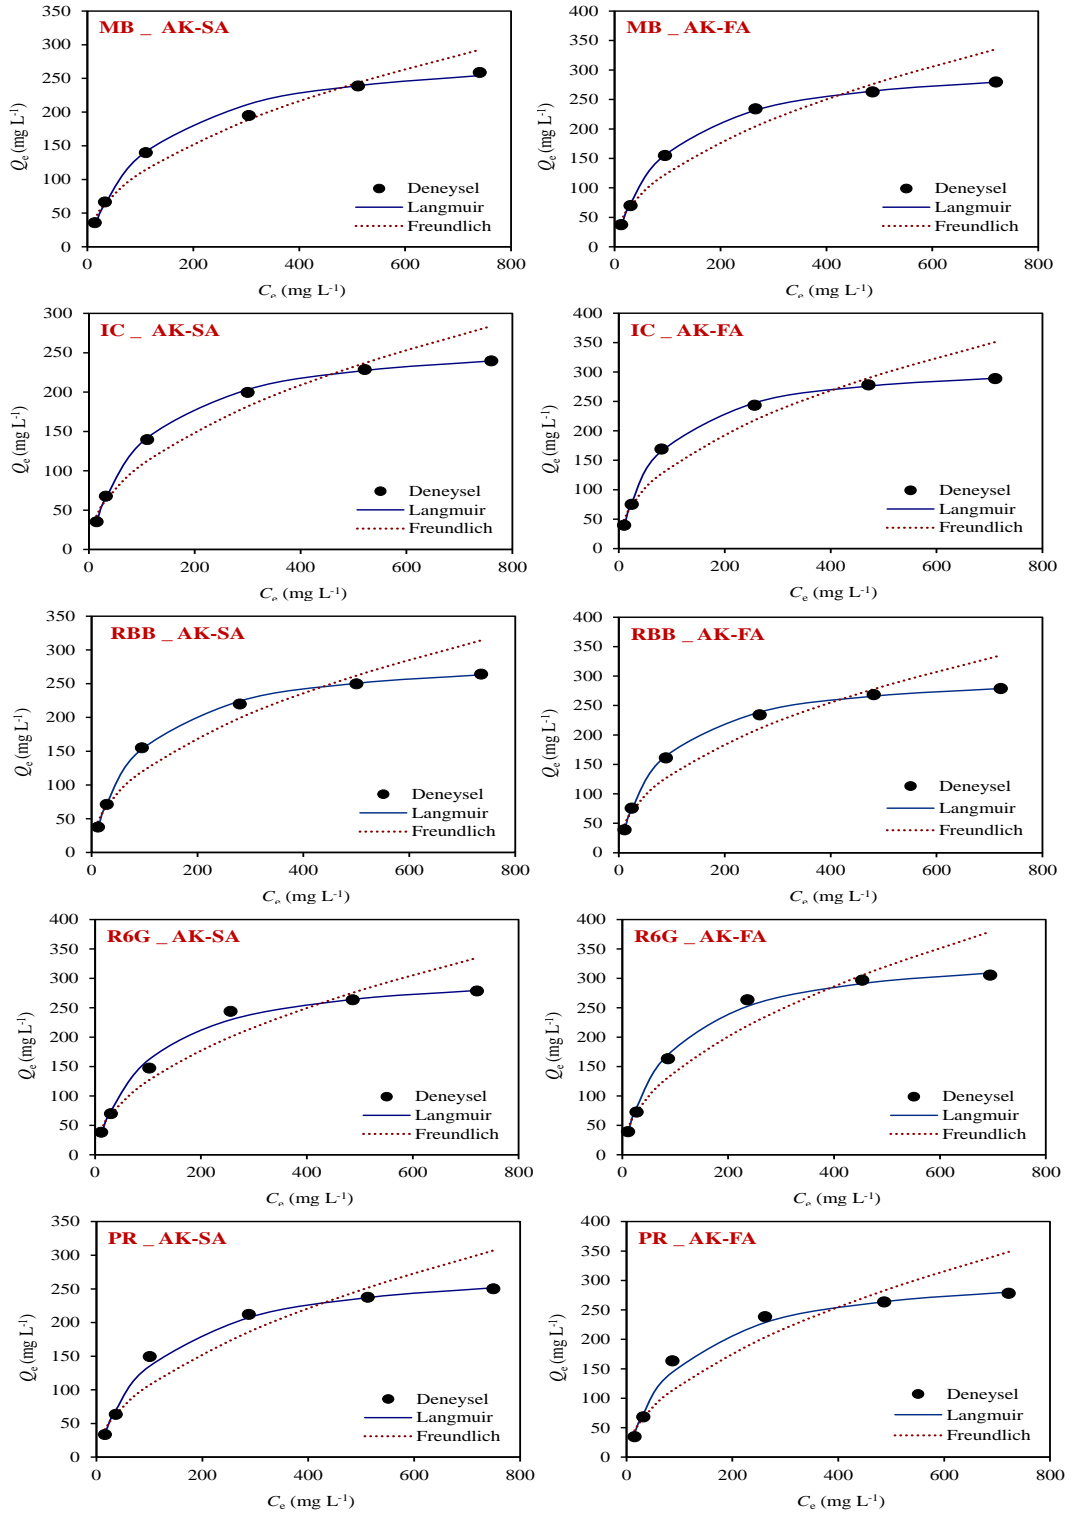 MB _ AK-SA
350
300
250
200
150
100
50
0
Qe (mg L-1)
Deneysel
Langmuir
Freundlich
0 200 400 600 800
Ce (mg L-1)
MB _ AK-FA
400
350
300
250
200
150
100
50
0
Qe (mg L-1)
Deneysel
Langmuir
Freundlich
0 200 400 600 800
Ce (mg L-1)
IC _ AK-SA
300
250
200
150
100
50
0
Qe (mg L-1)
Deneysel
Langmuir
Freundlich
0 200 400 600 800
Ce (mg L-1)
IC _ AK-FA
400
350
300
250
200
150
100
50
0
Qe (mg L-1)
Deneysel
Langmuir
Freundlich
0 200 400 600 800
Ce (mg L-1)
RBB _ AK-SA
350
300
250
200
150
100
50
0
Qe (mg L-1)
Deneysel
Langmuir
Freundlich
0 200 400 600 800
Ce (mg L-1)
RBB _ AK-FA
400
350
300
250
200
150
100
50
0
Qe (mg L-1)
Deneysel
Langmuir
Freundlich
0 200 400 600 800
Ce (mg L-1)
R6G _ AK-SA
400
350
300
250
200
150
100
50
0
Qe (mg L-1)
Deneysel
Langmuir
Freundlich
0 200 400 600 800
Ce (mg L-1)
R6G _ AK-FA
400
350
300
250
200
150
100
50
0
Qe (mg L-1)
Deneysel
Langmuir
Freundlich
0 200 400 600 800
Ce (mg L-1)
PR _ AK-SA
350
300
250
200
150
100
50
0
Qe (mg L-1)
Deneysel
Langmuir
Freundlich
0 200 400 600 800
Ce (mg L-1)
PR _ AK-FA
400
350
300
250
200
150
100
50
0
Qe (mg L-1)
Deneysel
Langmuir
Freundlich
0 200 400 600 800
Ce (mg L-1)